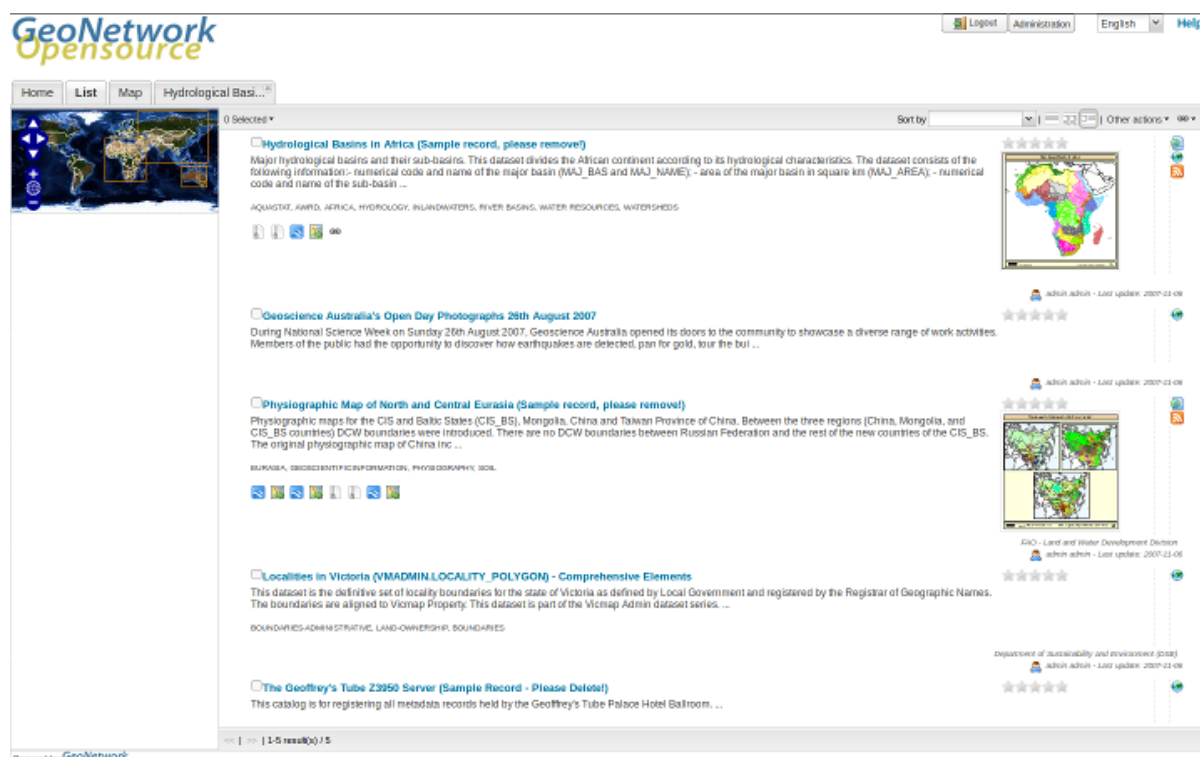 GeoNetwork
Opensource
Logout Administration English Help
Home List Map Hydrological Basi...
0 Selected Sort by | | Other actions
Hydrological Basins in Africa (Sample record, please remove!)
Major hydrological basins and their sub-basins. This dataset divides the African continent according to its hydrological characteristics. The dataset consists of the
following information:- numerical code and name of the major basin (MAJ_BAS and MAJ_NAME); - area of the major basin in square km (MAJ_AREA); - numerical
code and name of the sub-basin ...
AQUASTAT, AWRD, AFRICA, HYDROLOGY, INLANDWATERS, RIVER BASINS, WATER RESOURCES, WATERSHEDS
admin admin - Last update: 2007-11-06
Geoscience Australia's Open Day Photographs 26th August 2007
During National Science Week on Sunday 26th August 2007, Geoscience Australia opened its doors to the community to showcase a diverse range of work activities.
Members of the public had the opportunity to discover how earthquakes are detected, pan for gold, tour the bui ...
admin admin - Last update: 2007-11-06
Physiographic Map of North and Central Eurasia (Sample record, please remove!)
Physiographic maps for the CIS and Baltic States (CIS_BS), Mongolia, China and Taiwan Province of China. Between the three regions (China, Mongolia, and
CIS_BS countries) DCW boundaries were introduced. There are no DCW boundaries between Russian Federation and the rest of the new countries of the CIS_BS.
The original physiographic map of China inc ...
EURASIA, GEOSCIENTIFICINFORMATION, PHYSIOGRAPHY, SOIL
FAO - Land and Water Development Division
admin admin - Last update: 2007-11-06
Localities in Victoria (VMADMIN.LOCALITY_POLYGON) - Comprehensive Elements
This dataset is the definitive set of locality boundaries for the state of Victoria as defined by Local Government and registered by the Registrar of Geographic Names.
The boundaries are aligned to Vicmap Property. This dataset is part of the Vicmap Admin dataset series. ...
BOUNDARIES-ADMINISTRATIVE, LAND-OWNERSHIP, BOUNDARIES
Department of Sustainability and Environment (DSE)
admin admin - Last update: 2007-11-06
The Geoffrey's Tube Z3950 Server (Sample Record - Please Delete!)
This catalog is for registering all metadata records held by the Geoffrey's Tube Palace Hotel Ballroom. ...
<< | >> | 1-5 result(s) / 5
GeoNetwork